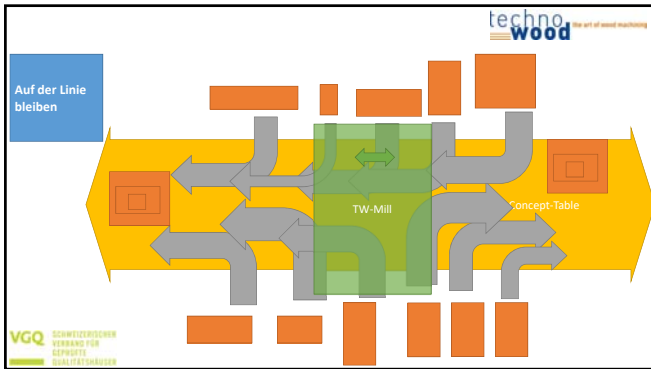 techno
wood the art of wood machining
Auf der Linie
bleiben
TW-Mill
Concept-Table
VGQ SCHWEIZERISCHER
VERBAND FÜR
GEPRÜFTE
QUALITÄTSHÄUSER